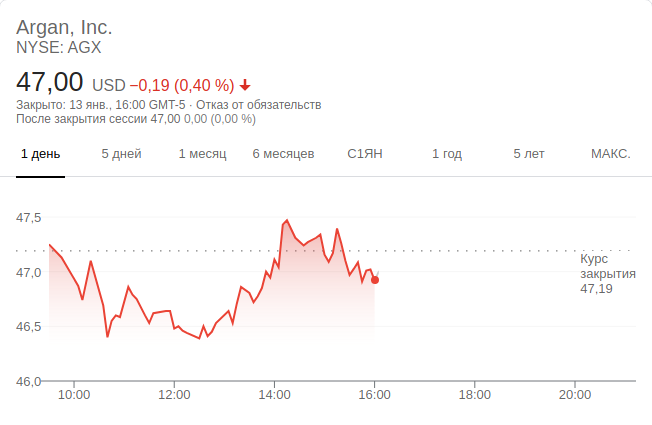 Argan, Inc.
NYSE: AGX
47,00 USD −0,19 (0,40 %)
Закрыто: 13 янв., 16:00 GMT-5 · Отказ от обязательств
После закрытия сессии 47,00 0,00 (0,00 %)
1 день 5 дней 1 месяц 6 месяцев С1ЯН 1 год 5 лет МАКС.
47,5
Курс
закрытия
47,19
47,0
46,5
46,0
10:00 12:00 14:00 16:00 18:00 20:00